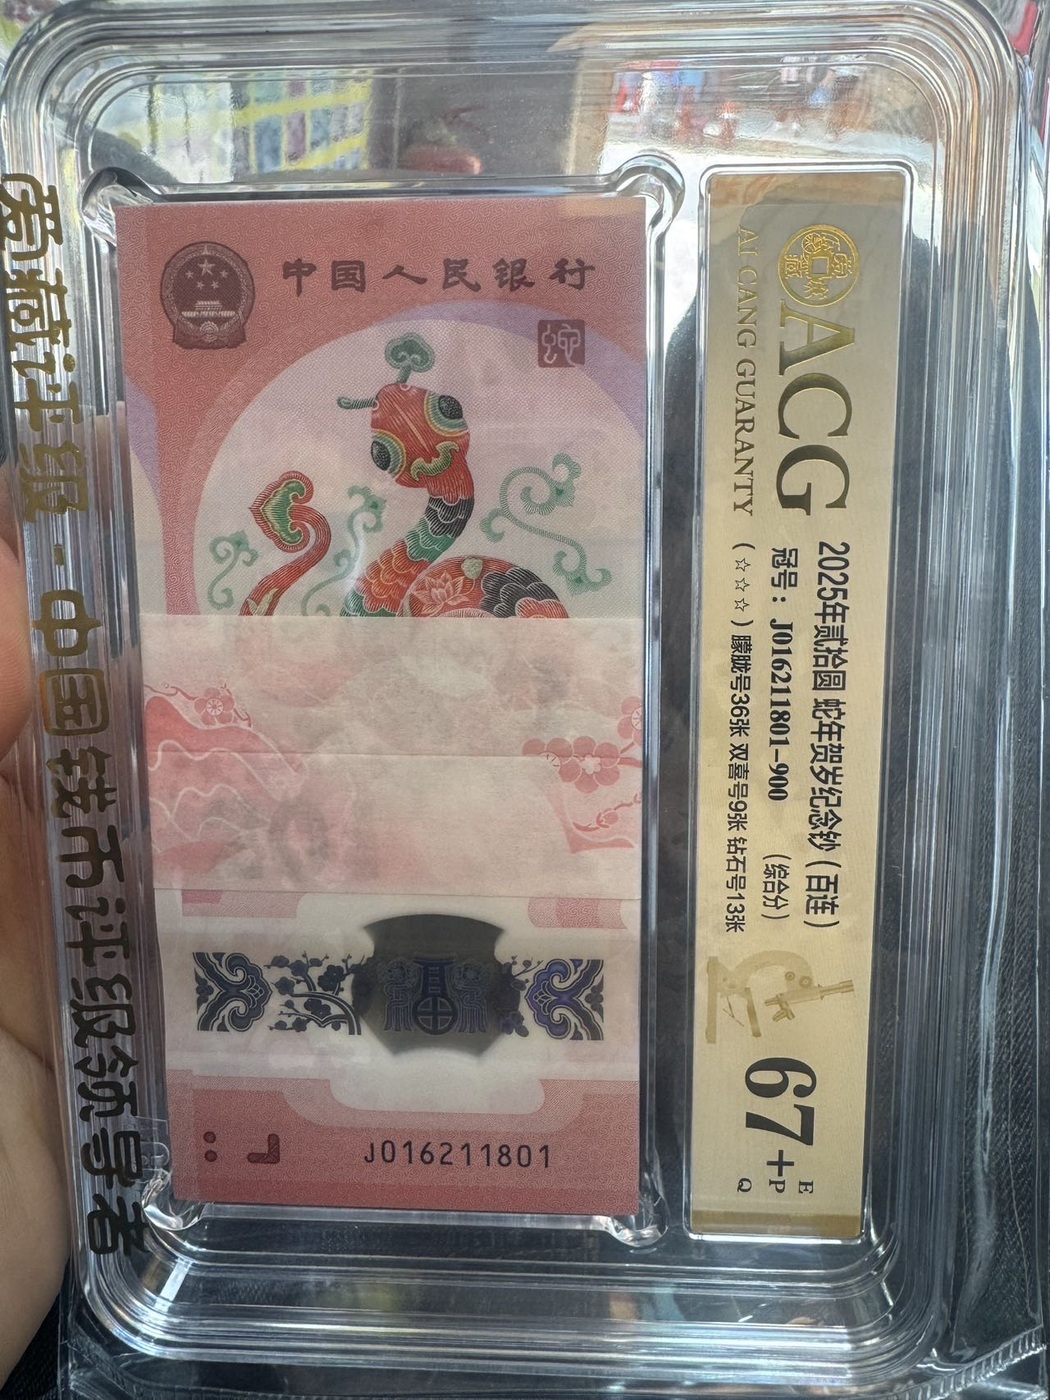 爱藏评级 - 中国钱币评级领导者
中国人民银行
蛇
J016211801
ACG
AI CANG GUARANTY
2025年贰拾圆 蛇年贺岁纪念钞（百连）
冠号：J016211801-900 （综合分）
（☆☆☆）朦胧号36张 双喜号9张 钻石号13张
67+
E
P
Q